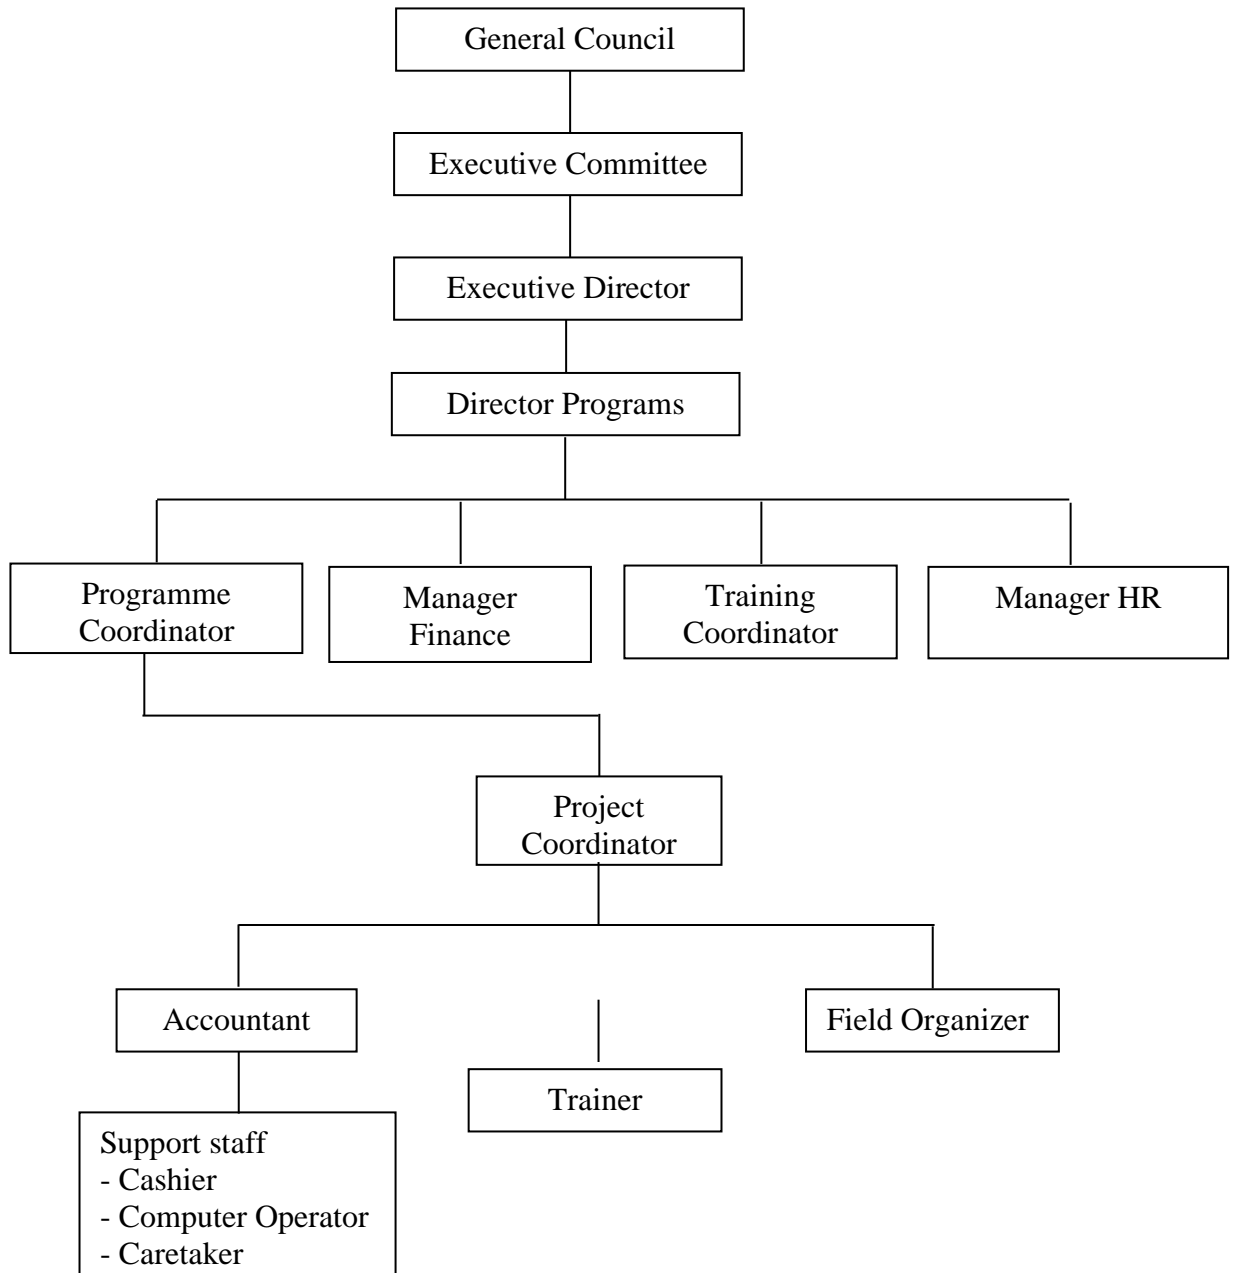 General Council
Executive Committee
Executive Director
Director Programs
Programme
Coordinator
Manager
Finance
Training
Coordinator
Manager HR
Project
Coordinator
Accountant
Field Organizer
Trainer
Support staff
- Cashier
- Computer Operator
- Caretaker